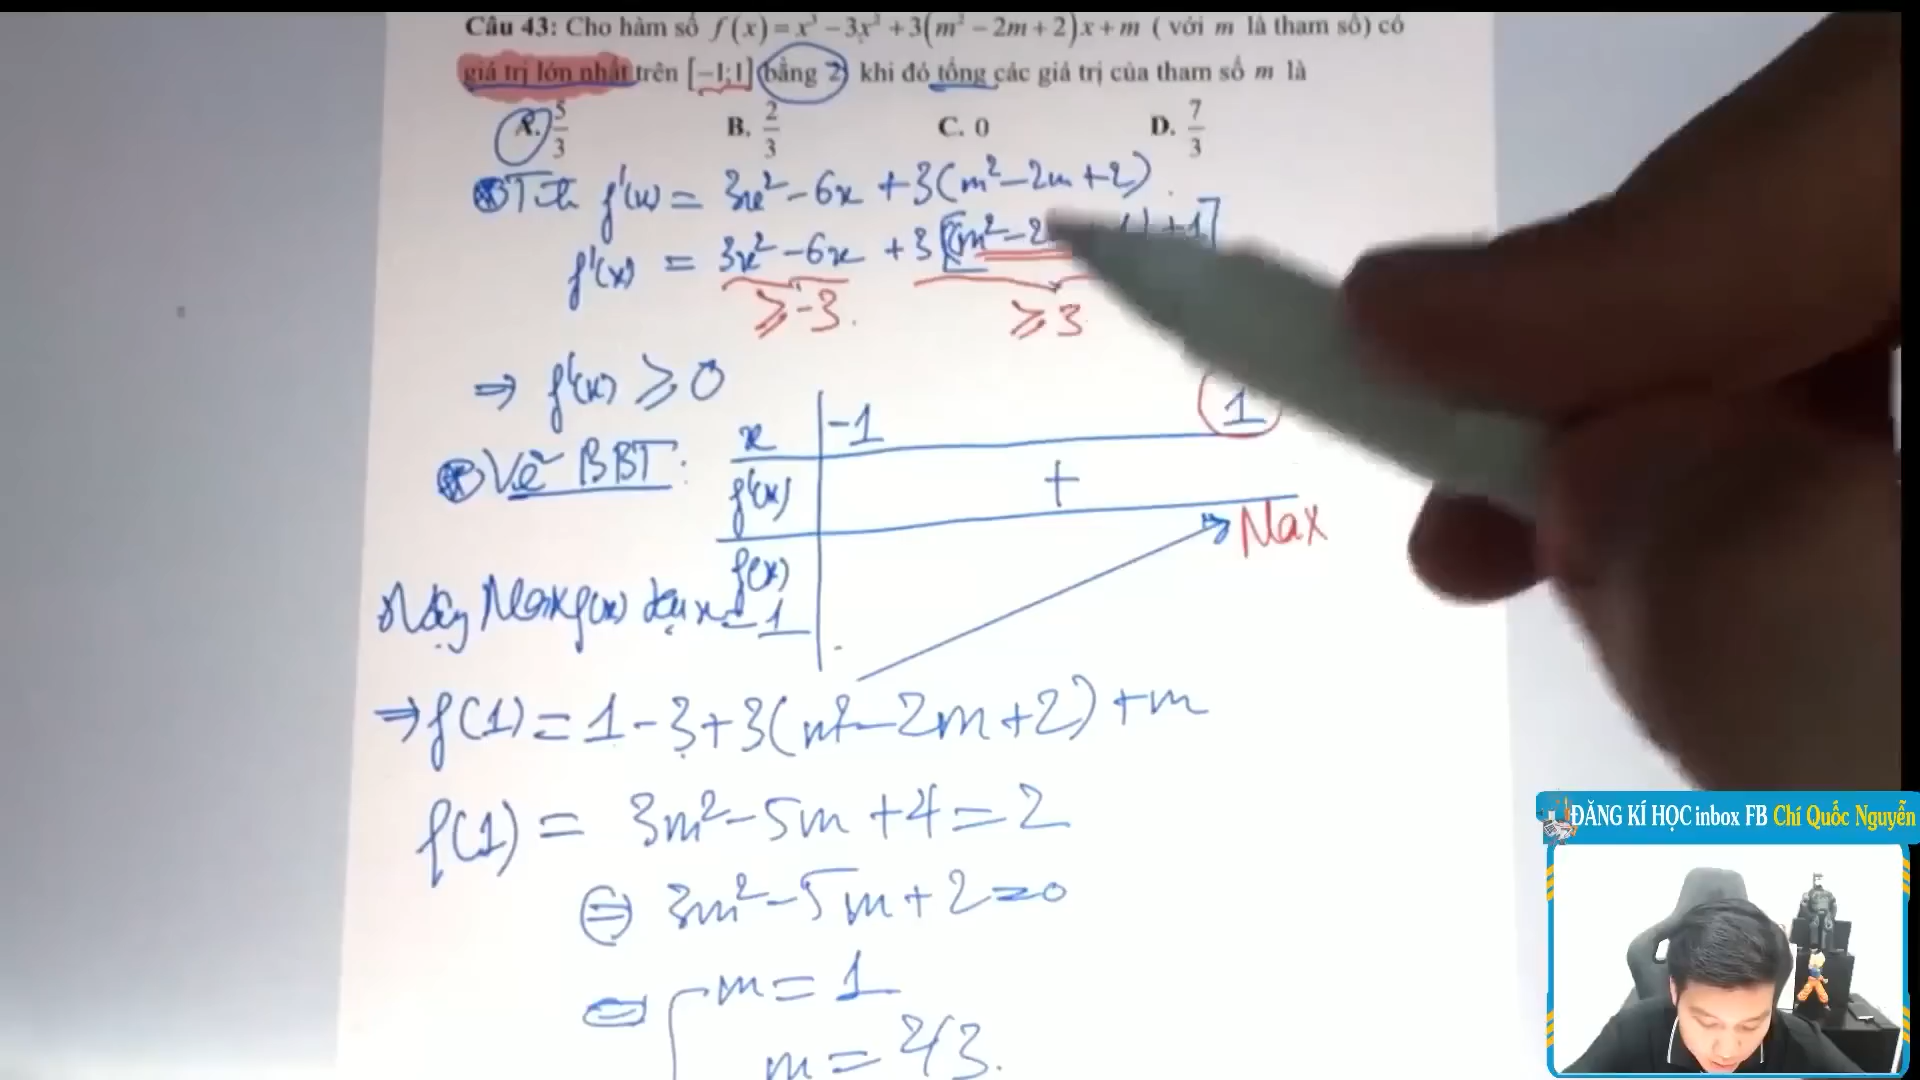 Câu 43: Cho hàm số f(x) = x³ − 3x² + 3(m² − 2m + 2)x + m ( với m là tham số) có
giá trị lớn nhất trên [−1;1] bằng 2 khi đó tổng các giá trị của tham số m là
A. 5/3 B. 2/3 C. 0 D. 7/3
Tính f'(x) = 3x² − 6x + 3(m² − 2m + 2)
f'(x) = 3x² − 6x + 3[(m² − 2 + 1]
≥ −3. ≥ 3
⇒ f'(x) ≥ 0
Vẽ BBT:
x −1 1
f'(x) +
f(x) Max
Vậy Max f(x) tại x = 1
⇒ f(1) = 1 − 3 + 3(m² − 2m + 2) + m
f(1) = 3m² − 5m + 4 = 2
⇔ 3m² − 5m + 2 = 0
⇔ [ m = 1
m = 2/3.
ĐĂNG KÍ HỌC inbox FB Chí Quốc Nguyễn